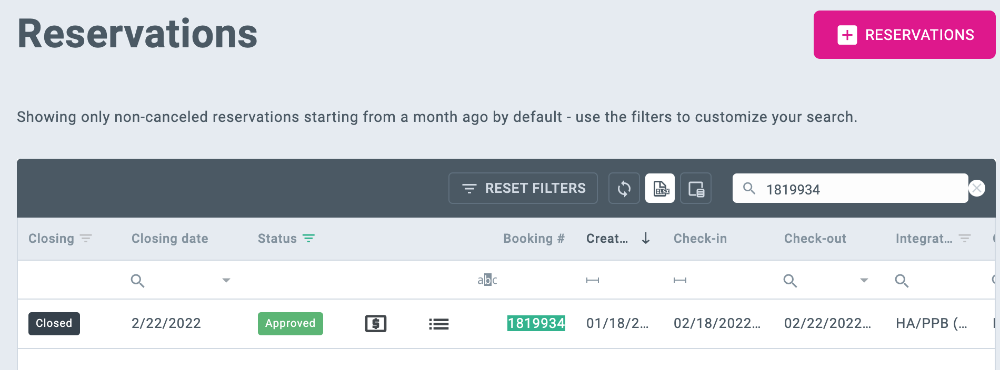 Reservations
RESERVATIONS
Showing only non-canceled reservations starting from a month ago by default - use the filters to customize your search.
RESET FILTERS XLSX 1819934
Closing Closing date Status Booking # Creat... Check-in Check-out Integrat...
abc
Closed 2/22/2022 Approved $ 1819934 01/18/2... 02/18/2022... 02/22/2022... HA/PPB (...